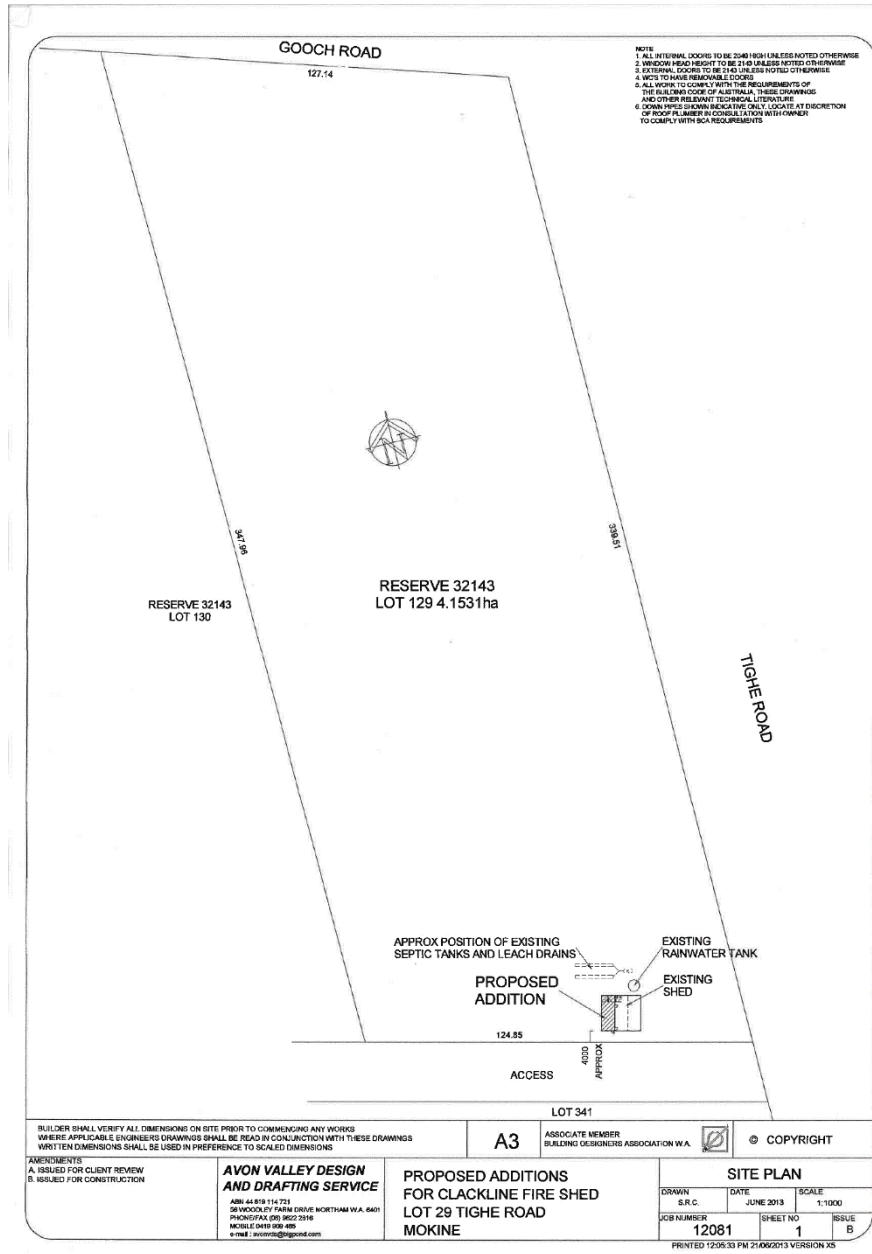 GOOCH ROAD
127.14
NOTE
1. ALL INTERNAL DOORS TO BE 2040 HIGH UNLESS NOTED OTHERWISE
2. WINDOW HEAD HEIGHT TO BE 2143 UNLESS NOTED OTHERWISE
3. EXTERNAL DOORS TO BE 2143 UNLESS NOTED OTHERWISE
4. WC'S TO HAVE REMOVABLE DOORS
5. ALL WORK TO COMPLY WITH THE REQUIREMENTS OF
THE BUILDING CODE OF AUSTRALIA, THESE DRAWINGS
AND OTHER RELEVANT TECHNICAL LITERATURE
6. DOWN PIPES SHOWN INDICATIVE ONLY. LOCATE AT DISCRETION
OF ROOF PLUMBER IN CONSULTATION WITH OWNER
TO COMPLY WITH BCA REQUIREMENTS
N
347.96
339.51
RESERVE 32143
LOT 130
RESERVE 32143
LOT 129 4.1531ha
TIGHE ROAD
APPROX POSITION OF EXISTING
SEPTIC TANKS AND LEACH DRAINS
EXISTING
RAINWATER TANK
PROPOSED
ADDITION
EXISTING
SHED
124.85
4000
APPROX
ACCESS
LOT 341
BUILDER SHALL VERIFY ALL DIMENSIONS ON SITE PRIOR TO COMMENCING ANY WORKS
WHERE APPLICABLE ENGINEERS DRAWINGS SHALL BE READ IN CONJUNCTION WITH THESE DRAWINGS
WRITTEN DIMENSIONS SHALL BE USED IN PREFERENCE TO SCALED DIMENSIONS
A3
ASSOCIATE MEMBER
BUILDING DESIGNERS ASSOCIATION W.A.
© COPYRIGHT
AMENDMENTS
A. ISSUED FOR CLIENT REVIEW
B. ISSUED FOR CONSTRUCTION
AVON VALLEY DESIGN
AND DRAFTING SERVICE
ABN 44 819 114 721
56 WOODLEY FARM DRIVE NORTHAM W.A. 6401
PHONE/FAX (08) 9622 2816
MOBILE 0419 909 485
e-mail : avonvds@bigpond.com
PROPOSED ADDITIONS
FOR CLACKLINE FIRE SHED
LOT 29 TIGHE ROAD
MOKINE
SITE PLAN
DRAWN
S.R.C.
DATE
JUNE 2013
SCALE
1:1000
JOB NUMBER
12081
SHEET NO
1
ISSUE
B
PRINTED 12:05:33 PM 21/06/2013 VERSION X5